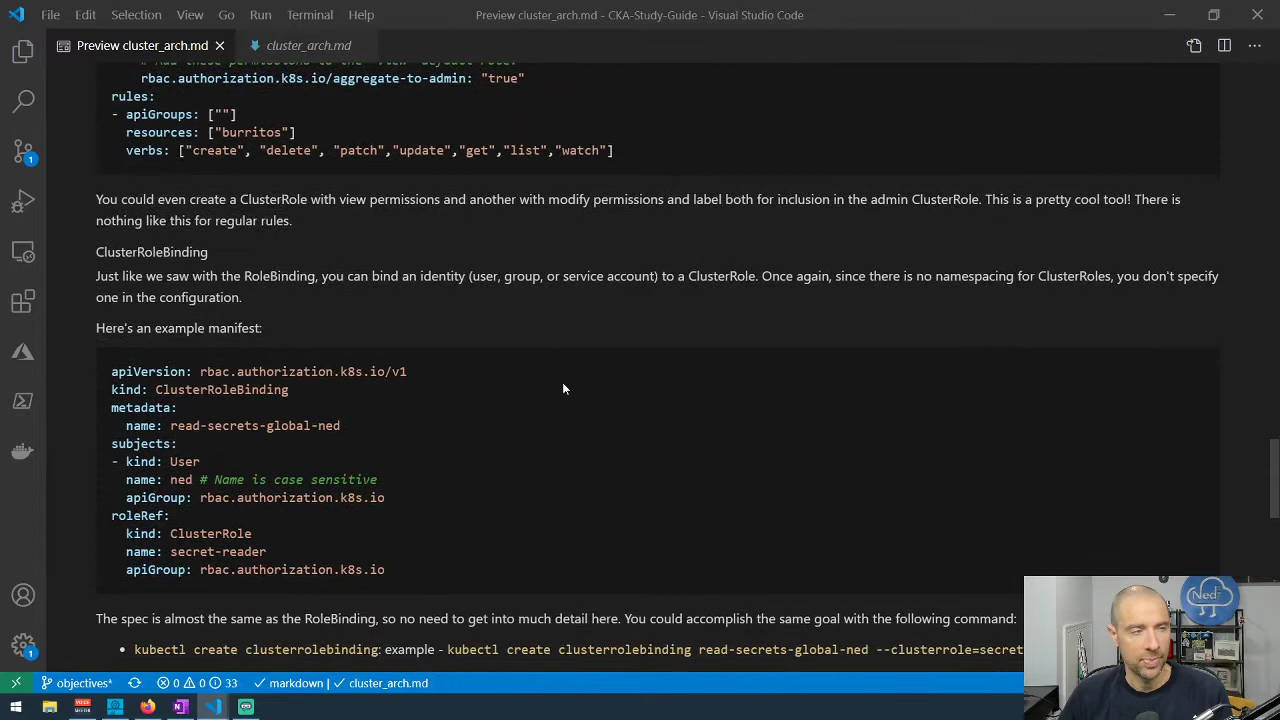 File Edit Selection View Go Run Terminal Help
Preview cluster_arch.md - CKA-Study-Guide - Visual Studio Code
Preview cluster_arch.md
cluster_arch.md
rbac.authorization.k8s.io/aggregate-to-admin: "true"
rules:
- apiGroups: [""]
resources: ["burritos"]
verbs: ["create", "delete", "patch","update","get","list","watch"]
You could even create a ClusterRole with view permissions and another with modify permissions and label both for inclusion in the admin ClusterRole. This is a pretty cool tool! There is
nothing like this for regular rules.
ClusterRoleBinding
Just like we saw with the RoleBinding, you can bind an identity (user, group, or service account) to a ClusterRole. Once again, since there is no namespacing for ClusterRoles, you don't specify
one in the configuration.
Here's an example manifest:
apiVersion: rbac.authorization.k8s.io/v1
kind: ClusterRoleBinding
metadata:
name: read-secrets-global-ned
subjects:
- kind: User
name: ned # Name is case sensitive
apiGroup: rbac.authorization.k8s.io
roleRef:
kind: ClusterRole
name: secret-reader
apiGroup: rbac.authorization.k8s.io
The spec is almost the same as the RoleBinding, so no need to get into much detail here. You could accomplish the same goal with the following command:
• kubectl create clusterrolebinding: example - kubectl create clusterrolebinding read-secrets-global-ned --clusterrole=secret
objectives* 0 0 33 markdown | cluster_arch.md
1
1
Ned